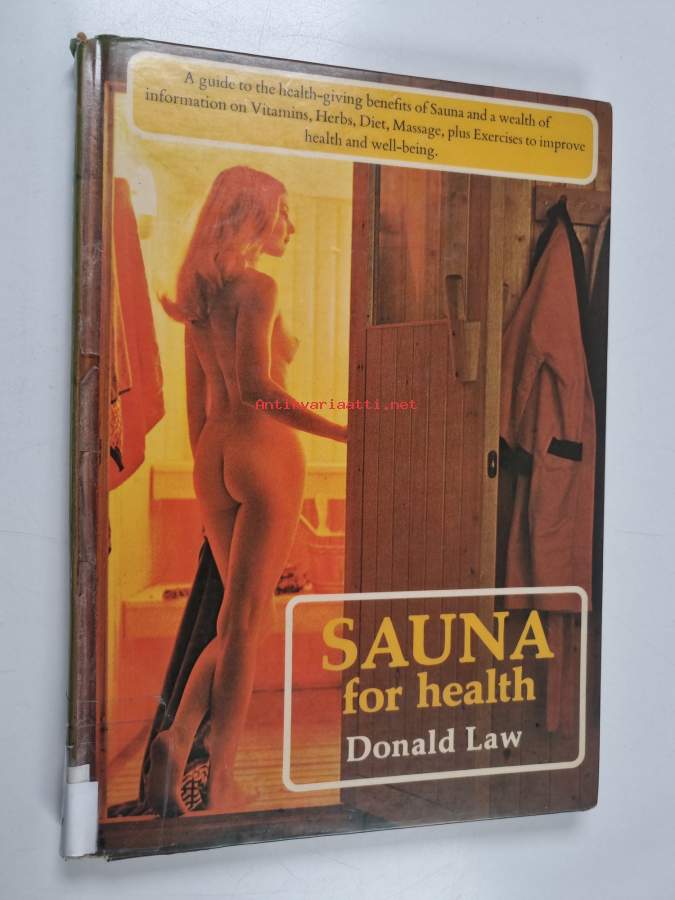 A guide to the health-giving benefits of Sauna and a wealth of
information on Vitamins, Herbs, Diet, Massage, plus Exercises to improve
health and well-being.
Antikvariaatti.net
SAUNA
for health
Donald Law